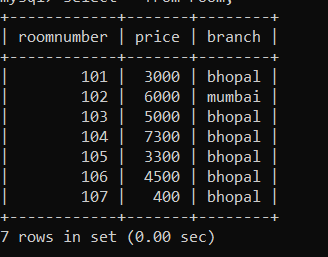 mysql> select * from room;
+------------+-------+--------+
| roomnumber | price | branch |
+------------+-------+--------+
|        101 |  3000 | bhopal |
|        102 |  6000 | mumbai |
|        103 |  5000 | bhopal |
|        104 |  7300 | bhopal |
|        105 |  3300 | bhopal |
|        106 |  4500 | bhopal |
|        107 |   400 | bhopal |
+------------+-------+--------+
7 rows in set (0.00 sec)